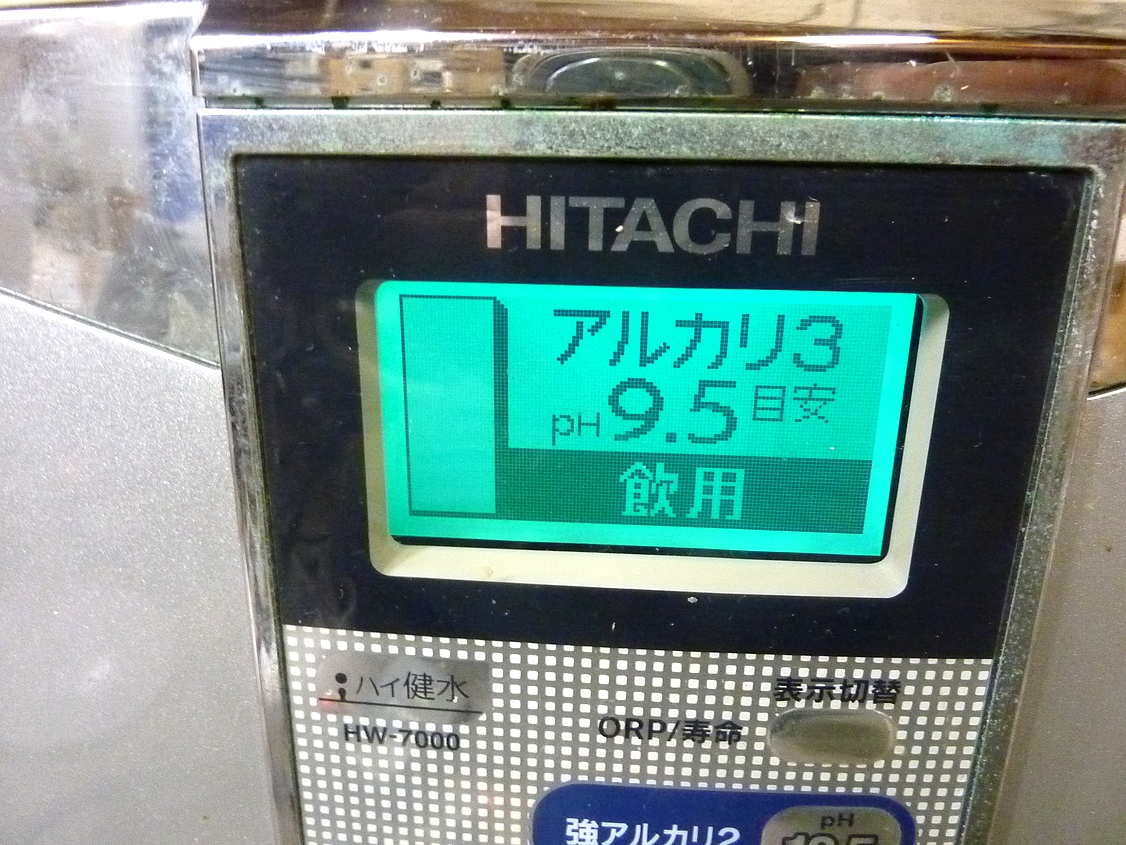 HITACHI
アルカリ3
pH9.5目安
飲用
ハイ健水
HW-7000
表示切替
ORP/寿命
強アルカリ2
pH